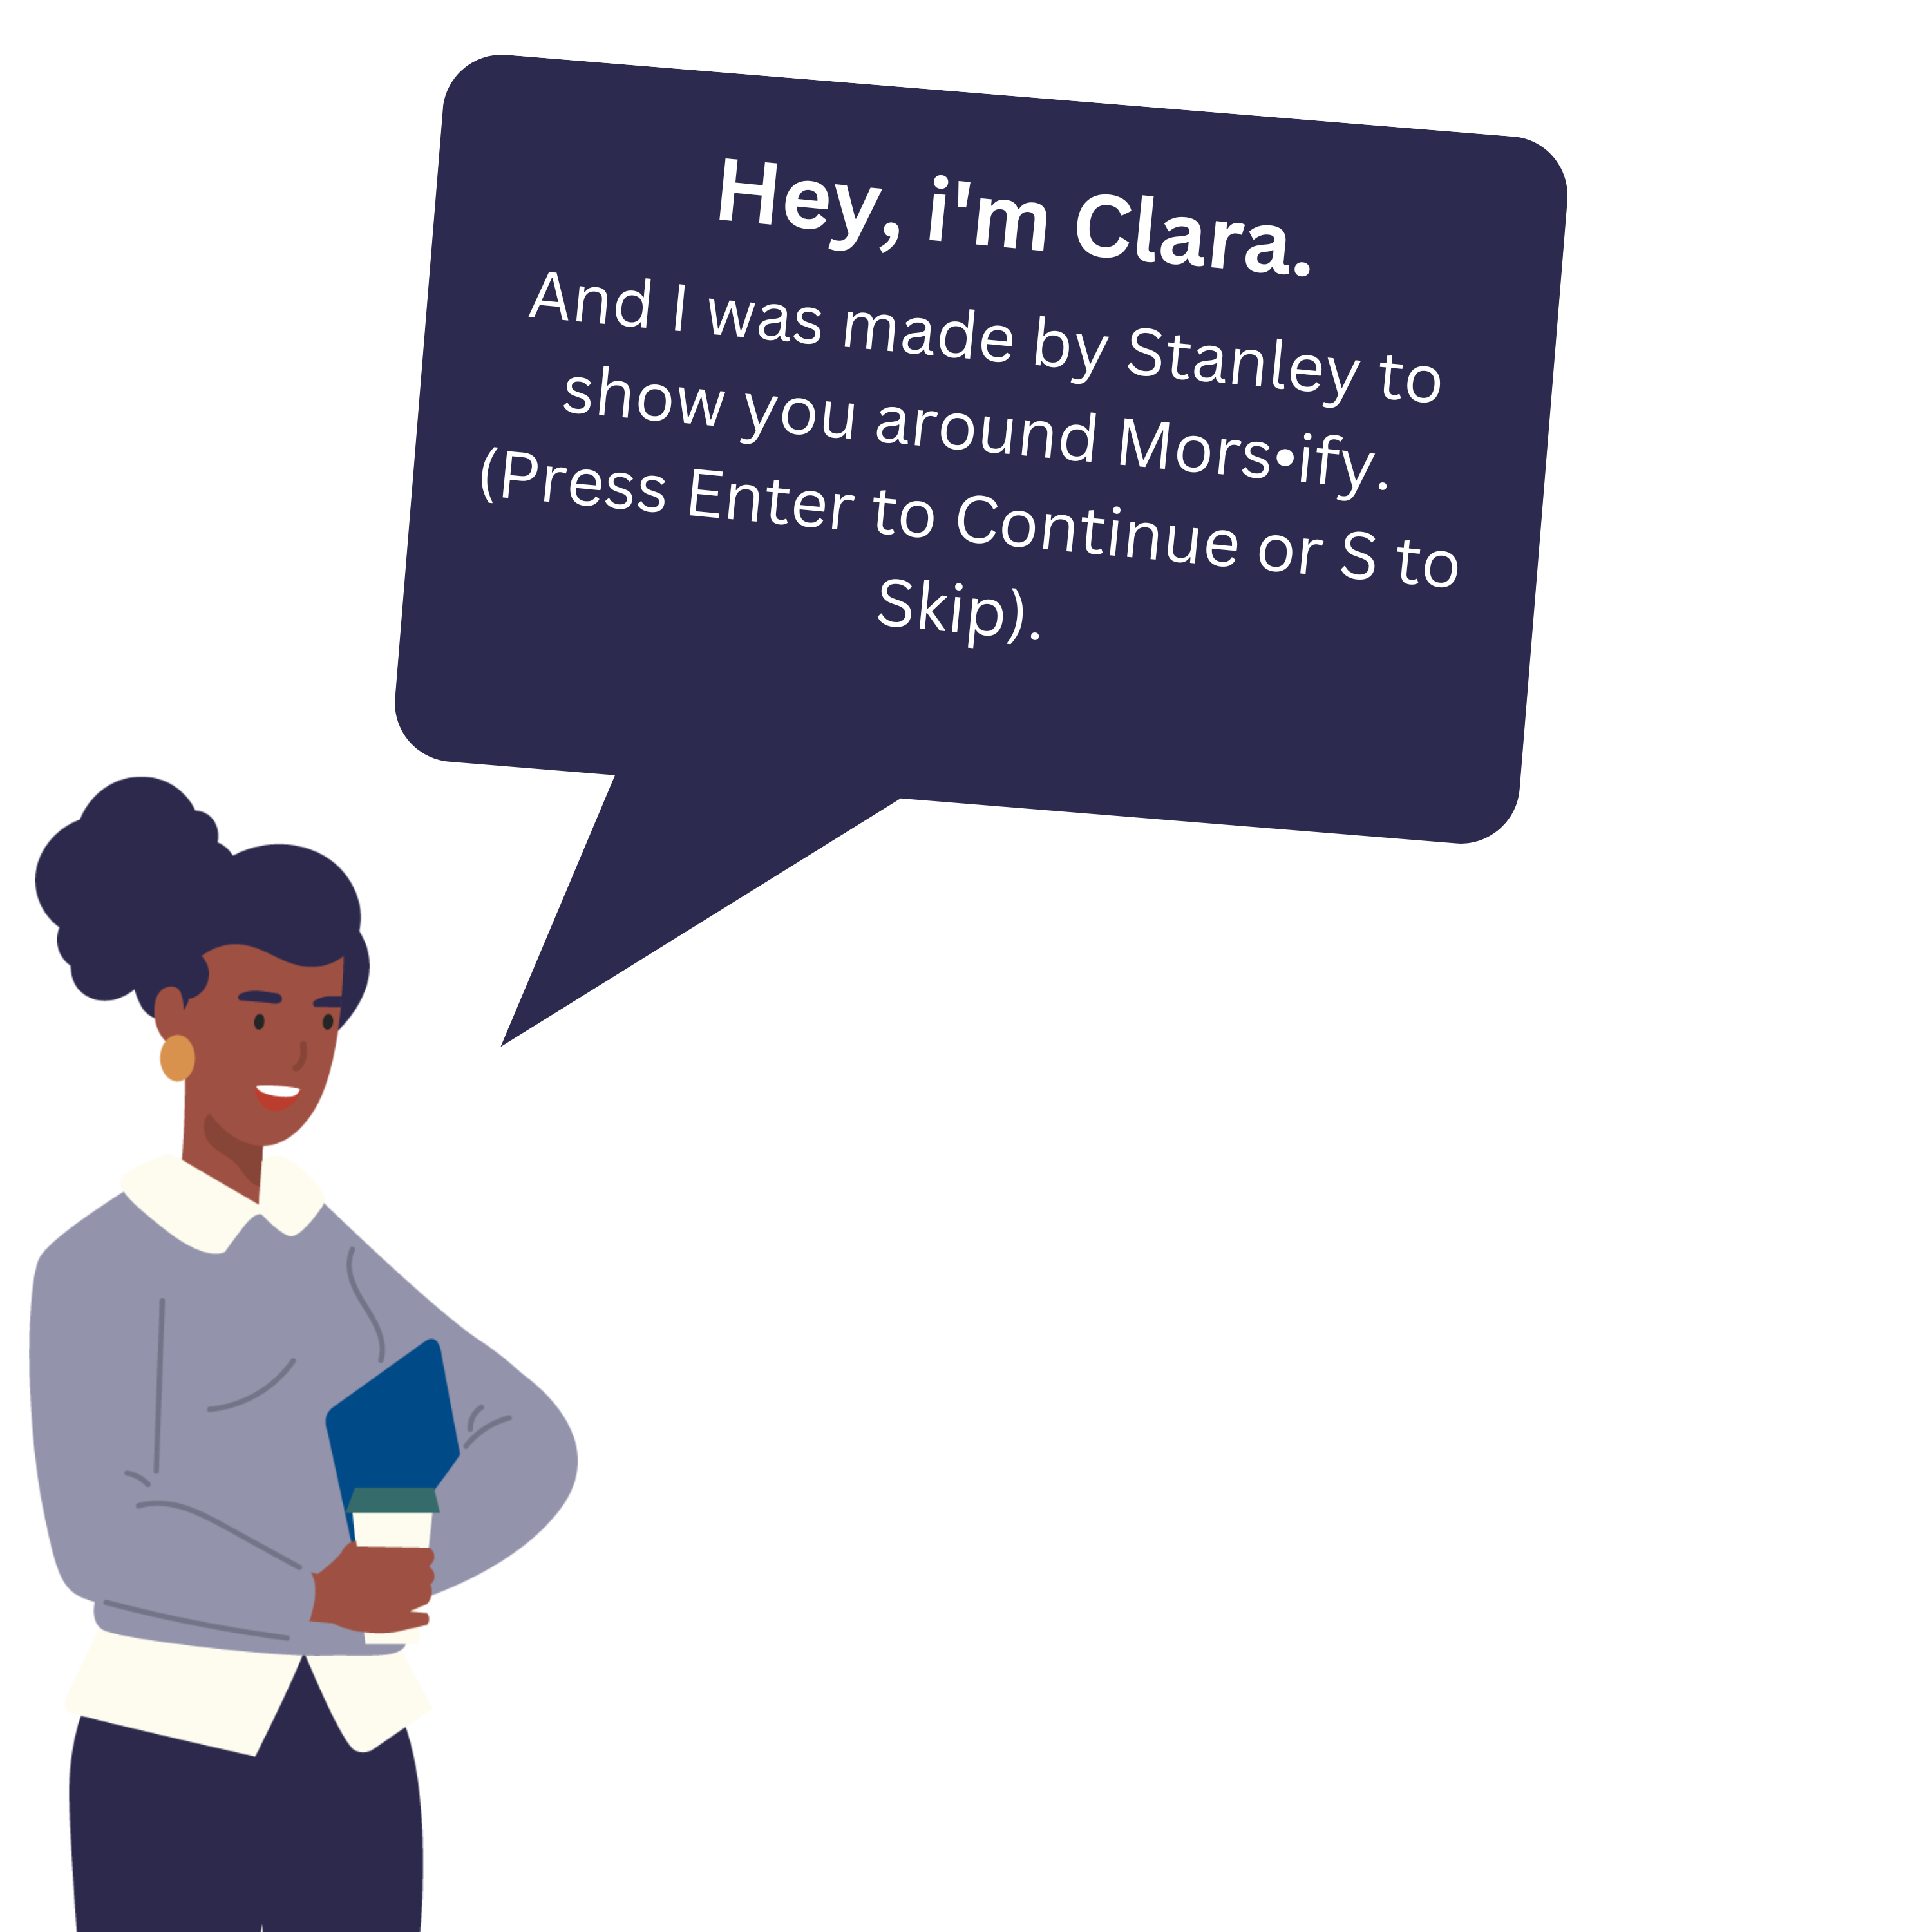 Hey, i'm Clara.
And I was made by Stanley to
show you around Morss•ify.
(Press Enter to Continue or S to
Skip).